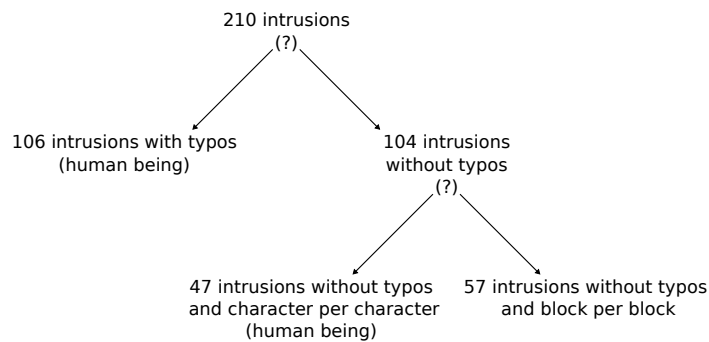 210 intrusions
(?)
106 intrusions with typos
(human being)
104 intrusions
without typos
(?)
47 intrusions without typos
and character per character
(human being)
57 intrusions without typos
and block per block